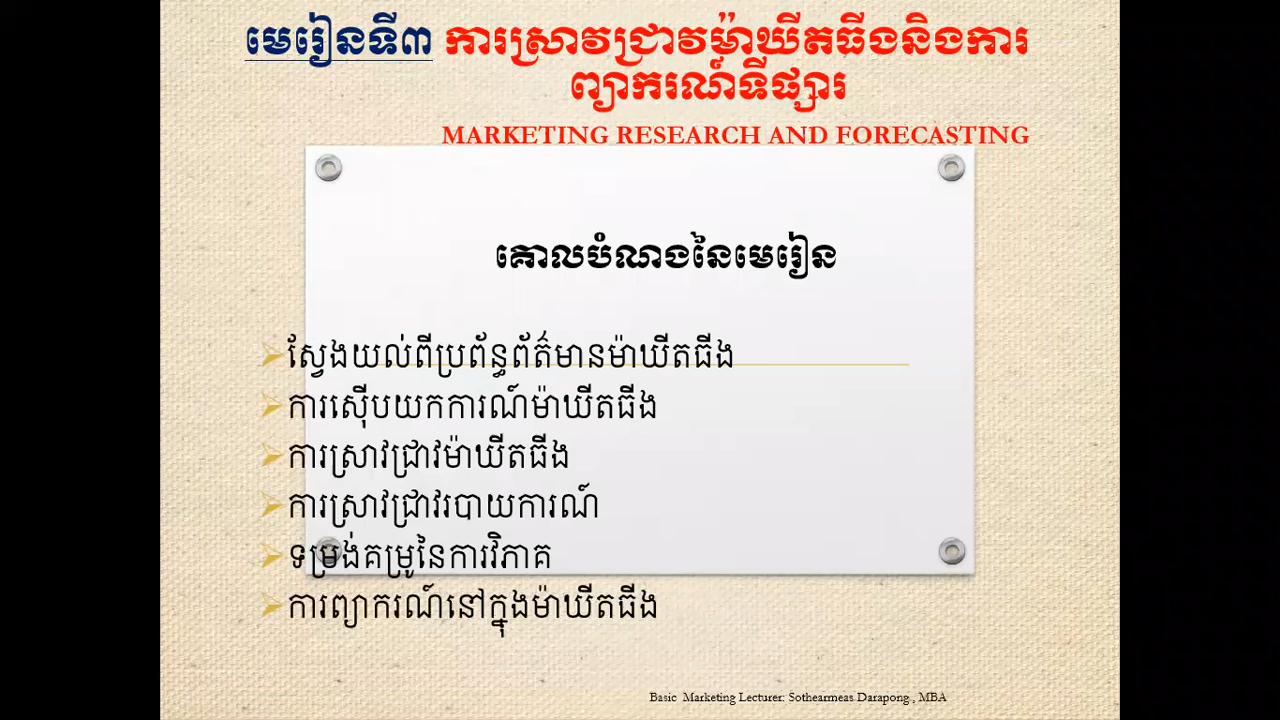 មេរៀនទី៣ ការស្រាវជ្រាវម៉ាឃីតធីងនិងការ
ព្យាករណ៍ទីផ្សារ
MARKETING RESEARCH AND FORECASTING
គោលបំណងនៃមេរៀន
ស្វែងយល់ពីប្រព័ន្ធព័ត៌មានម៉ាឃីតធីង
ការស៊ើបយកការណ៍ម៉ាឃីតធីង
ការស្រាវជ្រាវម៉ាឃីតធីង
ការស្រាវជ្រាវរបាយការណ៍
ទម្រង់គម្រូនៃការវិភាគ
ការព្យាករណ៍នៅក្នុងម៉ាឃីតធីង
Basic Marketing Lecturer: Sothearmeas Darapong , MBA